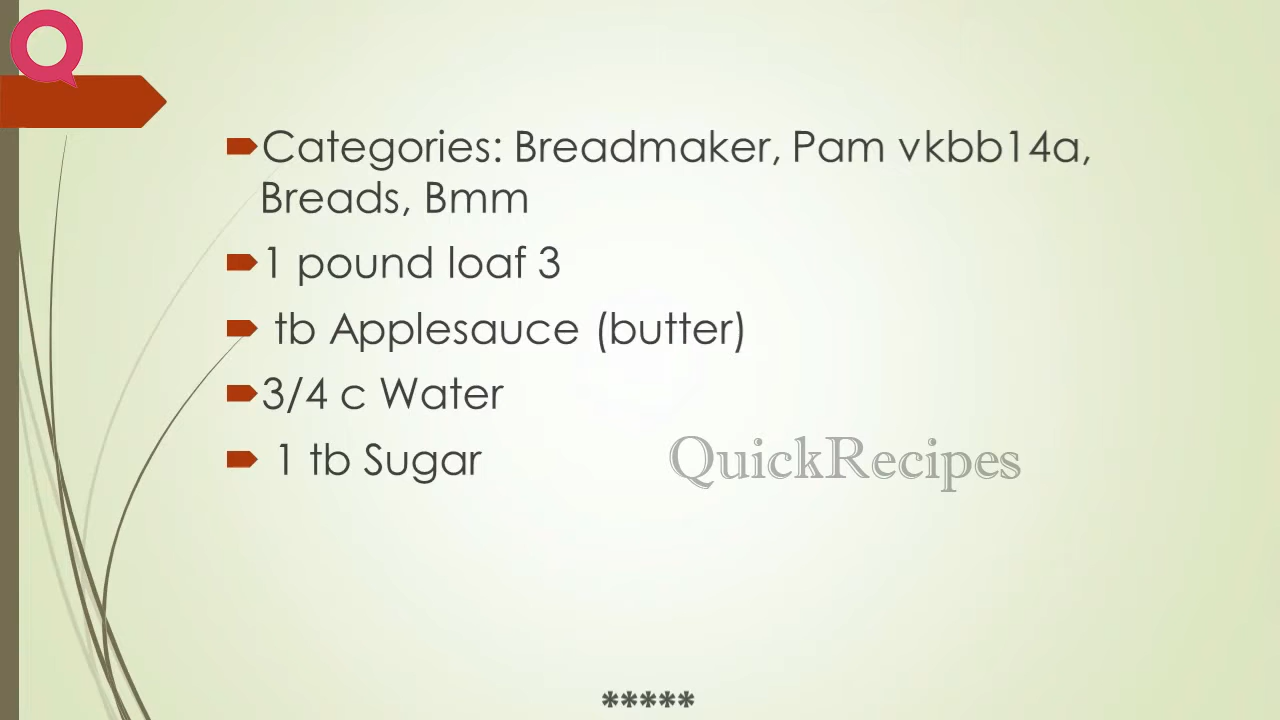 Categories: Breadmaker, Pam vkbb14a,
Breads, Bmm
1 pound loaf 3
tb Applesauce (butter)
3/4 c Water
1 tb Sugar
QuickRecipes
*****